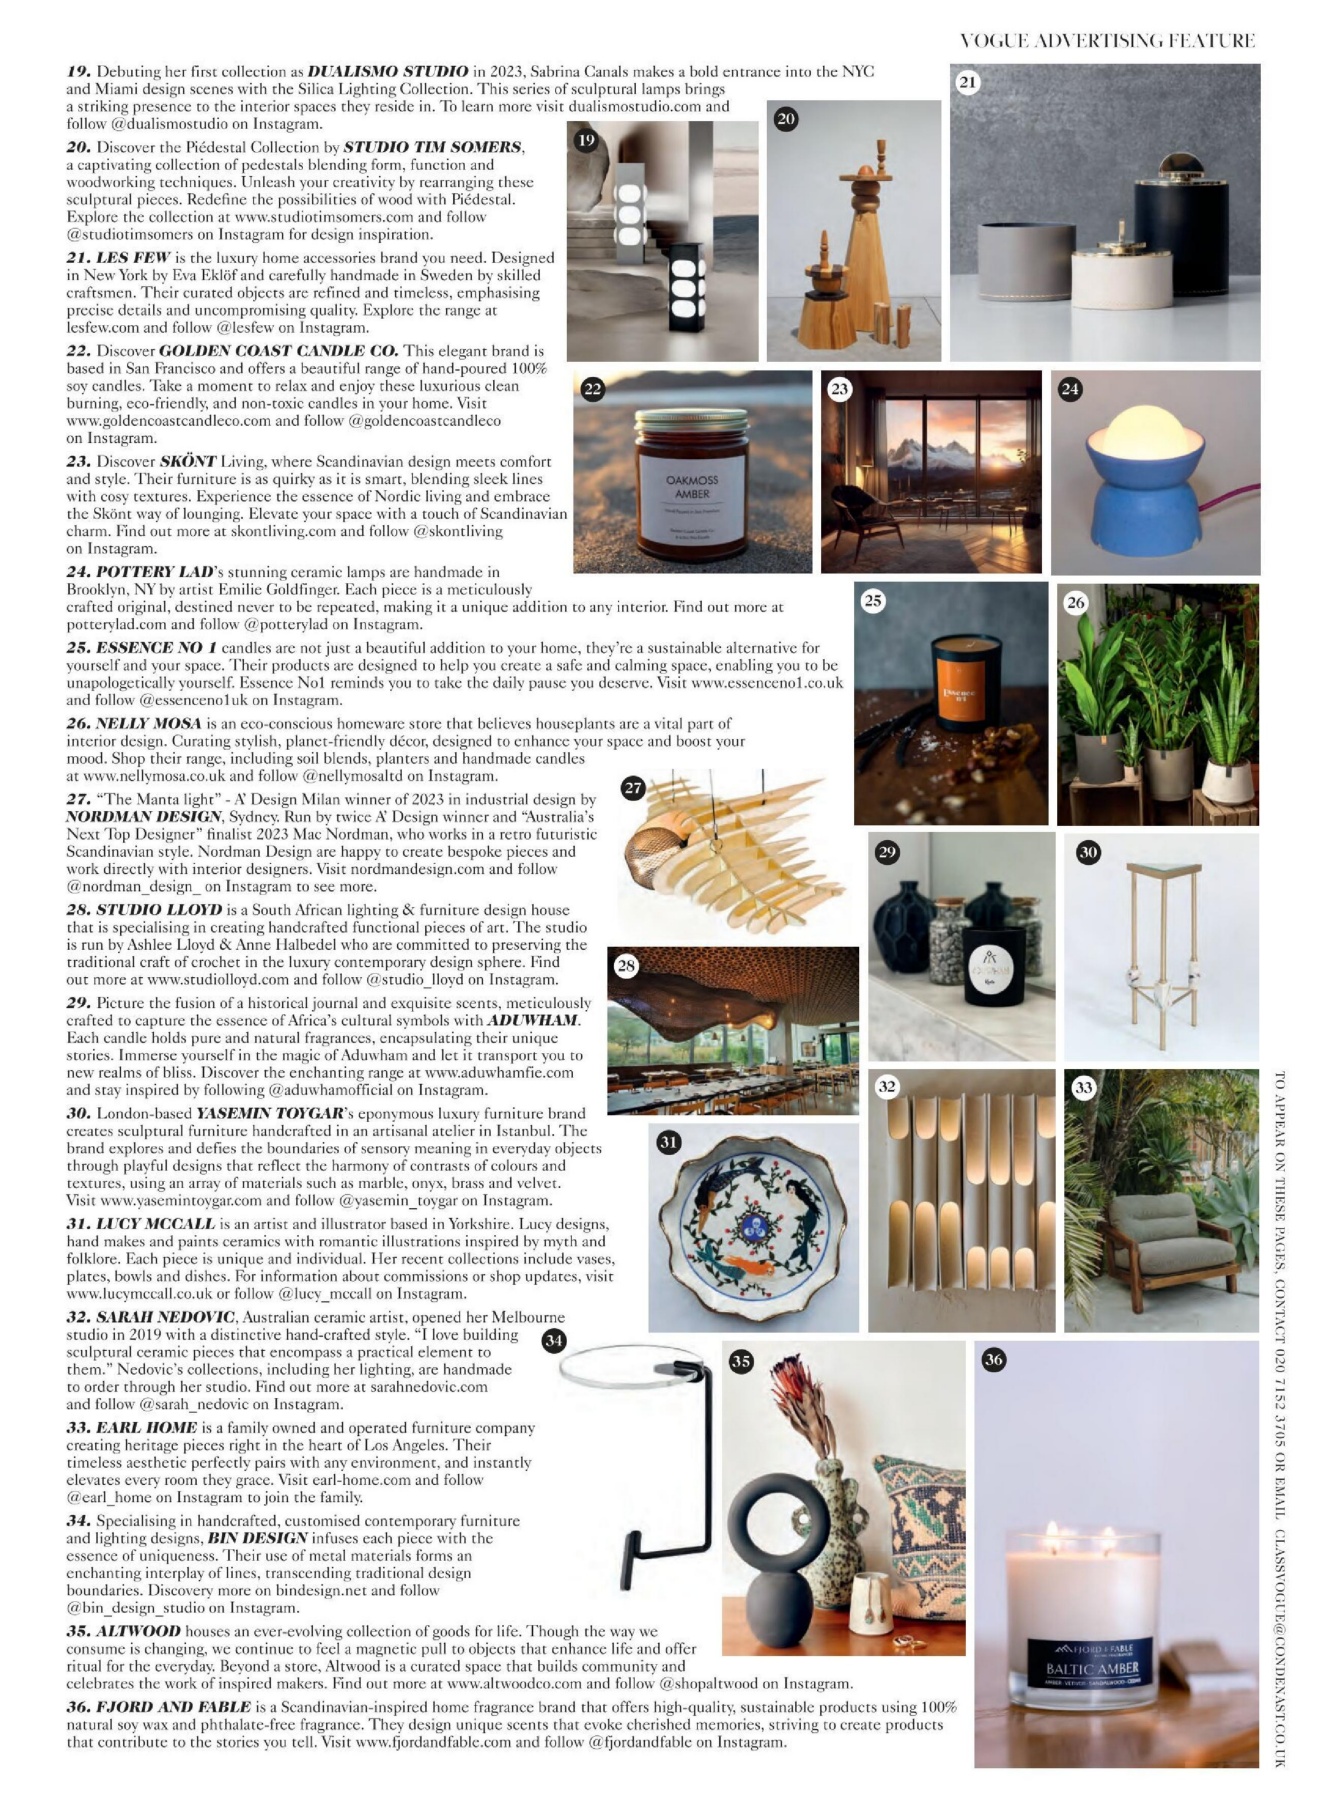 VOGUE ADVERTISING FEATURE
19. Debuting her first collection as DUALISMO STUDIO in 2023, Sabrina Canals makes a bold entrance into the NYC
and Miami design scenes with the Silica Lighting Collection. This series of sculptural lamps brings
a striking presence to the interior spaces they reside in. To learn more visit dualismostudio.com and
follow @dualismostudio on Instagram.
20. Discover the Piédestal Collection by STUDIO TIM SOMERS,
a captivating collection of pedestals blending form, function and
woodworking techniques. Unleash your creativity by rearranging these
sculptural pieces. Redefine the possibilities of wood with Piédestal.
Explore the collection at www.studiotimsomers.com and follow
@studiotimsomers on Instagram for design inspiration.
21. LES FEW is the luxury home accessories brand you need. Designed
in New York by Eva Eklöf and carefully handmade in Sweden by skilled
craftsmen. Their curated objects are refined and timeless, emphasising
precise details and uncompromising quality. Explore the range at
lesfew.com and follow @lesfew on Instagram.
22. Discover GOLDEN COAST CANDLE CO. This elegant brand is
based in San Francisco and offers a beautiful range of hand-poured 100%
soy candles. Take a moment to relax and enjoy these luxurious clean
burning, eco-friendly, and non-toxic candles in your home. Visit
www.goldencoastcandleco.com and follow @goldencoastcandleco
on Instagram.
23. Discover SKÖNT Living, where Scandinavian design meets comfort
and style. Their furniture is as quirky as it is smart, blending sleek lines
with cosy textures. Experience the essence of Nordic living and embrace
the Skönt way of lounging. Elevate your space with a touch of Scandinavian
charm. Find out more at skontliving.com and follow @skontliving
on Instagram.
24. POTTERY LAD's stunning ceramic lamps are handmade in
Brooklyn, NY by artist Emilie Goldfinger. Each piece is a meticulously
crafted original, destined never to be repeated, making it a unique addition to any interior. Find out more at
potterylad.com and follow @potterylad on Instagram.
25. ESSENCE NO 1 candles are not just a beautiful addition to your home, they're a sustainable alternative for
yourself and your space. Their products are designed to help you create a safe and calming space, enabling you to be
unapologetically yourself. Essence No1 reminds you to take the daily pause you deserve. Visit www.essenceno1.co.uk
and follow @essenceno1uk on Instagram.
26. NELLY MOSA is an eco-conscious homeware store that believes houseplants are a vital part of
interior design. Curating stylish, planet-friendly décor, designed to enhance your space and boost your
mood. Shop their range, including soil blends, planters and handmade candles
at www.nellymosa.co.uk and follow @nellymosaltd on Instagram.
27. “The Manta light” - A' Design Milan winner of 2023 in industrial design by
NORDMAN DESIGN, Sydney. Run by twice A' Design winner and “Australia's
Next Top Designer” finalist 2023 Mac Nordman, who works in a retro futuristic
Scandinavian style. Nordman Design are happy to create bespoke pieces and
work directly with interior designers. Visit nordmandesign.com and follow
@nordman_design_ on Instagram to see more.
28. STUDIO LLOYD is a South African lighting & furniture design house
that is specialising in creating handcrafted functional pieces of art. The studio
is run by Ashlee Lloyd & Anne Halbedel who are committed to preserving the
traditional craft of crochet in the luxury contemporary design sphere. Find
out more at www.studiolloyd.com and follow @studio_lloyd on Instagram.
29. Picture the fusion of a historical journal and exquisite scents, meticulously
crafted to capture the essence of Africa's cultural symbols with ADUWHAM.
Each candle holds pure and natural fragrances, encapsulating their unique
stories. Immerse yourself in the magic of Aduwham and let it transport you to
new realms of bliss. Discover the enchanting range at www.aduwhamfie.com
and stay inspired by following @aduwhamofficial on Instagram.
30. London-based YASEMIN TOYGAR's eponymous luxury furniture brand
creates sculptural furniture handcrafted in an artisanal atelier in Istanbul. The
brand explores and defies the boundaries of sensory meaning in everyday objects
through playful designs that reflect the harmony of contrasts of colours and
textures, using an array of materials such as marble, onyx, brass and velvet.
Visit www.yasemintoygar.com and follow @yasemin_toygar on Instagram.
31. LUCY MCCALL is an artist and illustrator based in Yorkshire. Lucy designs,
hand makes and paints ceramics with romantic illustrations inspired by myth and
folklore. Each piece is unique and individual. Her recent collections include vases,
plates, bowls and dishes. For information about commissions or shop updates, visit
www.lucymccall.co.uk or follow @lucy_mccall on Instagram.
32. SARAH NEDOVIC, Australian ceramic artist, opened her Melbourne
studio in 2019 with a distinctive hand-crafted style. “I love building
sculptural ceramic pieces that encompass a practical element to
them.” Nedovic's collections, including her lighting, are handmade
to order through her studio. Find out more at sarahnedovic.com
and follow @sarah_nedovic on Instagram.
33. EARL HOME is a family owned and operated furniture company
creating heritage pieces right in the heart of Los Angeles. Their
timeless aesthetic perfectly pairs with any environment, and instantly
elevates every room they grace. Visit earl-home.com and follow
@earl_home on Instagram to join the family.
34. Specialising in handcrafted, customised contemporary furniture
and lighting designs, BIN DESIGN infuses each piece with the
essence of uniqueness. Their use of metal materials forms an
enchanting interplay of lines, transcending traditional design
boundaries. Discovery more on bindesign.net and follow
@bin_design_studio on Instagram.
35. ALTWOOD houses an ever-evolving collection of goods for life. Though the way we
consume is changing, we continue to feel a magnetic pull to objects that enhance life and offer
ritual for the everyday. Beyond a store, Altwood is a curated space that builds community and
celebrates the work of inspired makers. Find out more at www.altwoodco.com and follow @shopaltwood on Instagram.
36. FJORD AND FABLE is a Scandinavian-inspired home fragrance brand that offers high-quality, sustainable products using 100%
natural soy wax and phthalate-free fragrance. They design unique scents that evoke cherished memories, striving to create products
that contribute to the stories you tell. Visit www.fjordandfable.com and follow @fjordandfable on Instagram.
19
20
21
22
OAKMOSS
AMBER
23
24
25
Essence
Nº1
26
27
28
29
30
31
32
33
34
35
36
FJORD & FABLE
BALTIC AMBER
AMBER · VETIVER · SANDALWOOD · CEDAR
TO APPEAR ON THESE PAGES, CONTACT 020 7152 3705 OR EMAIL CLASSVOGUE@CONDENAST.CO.UK